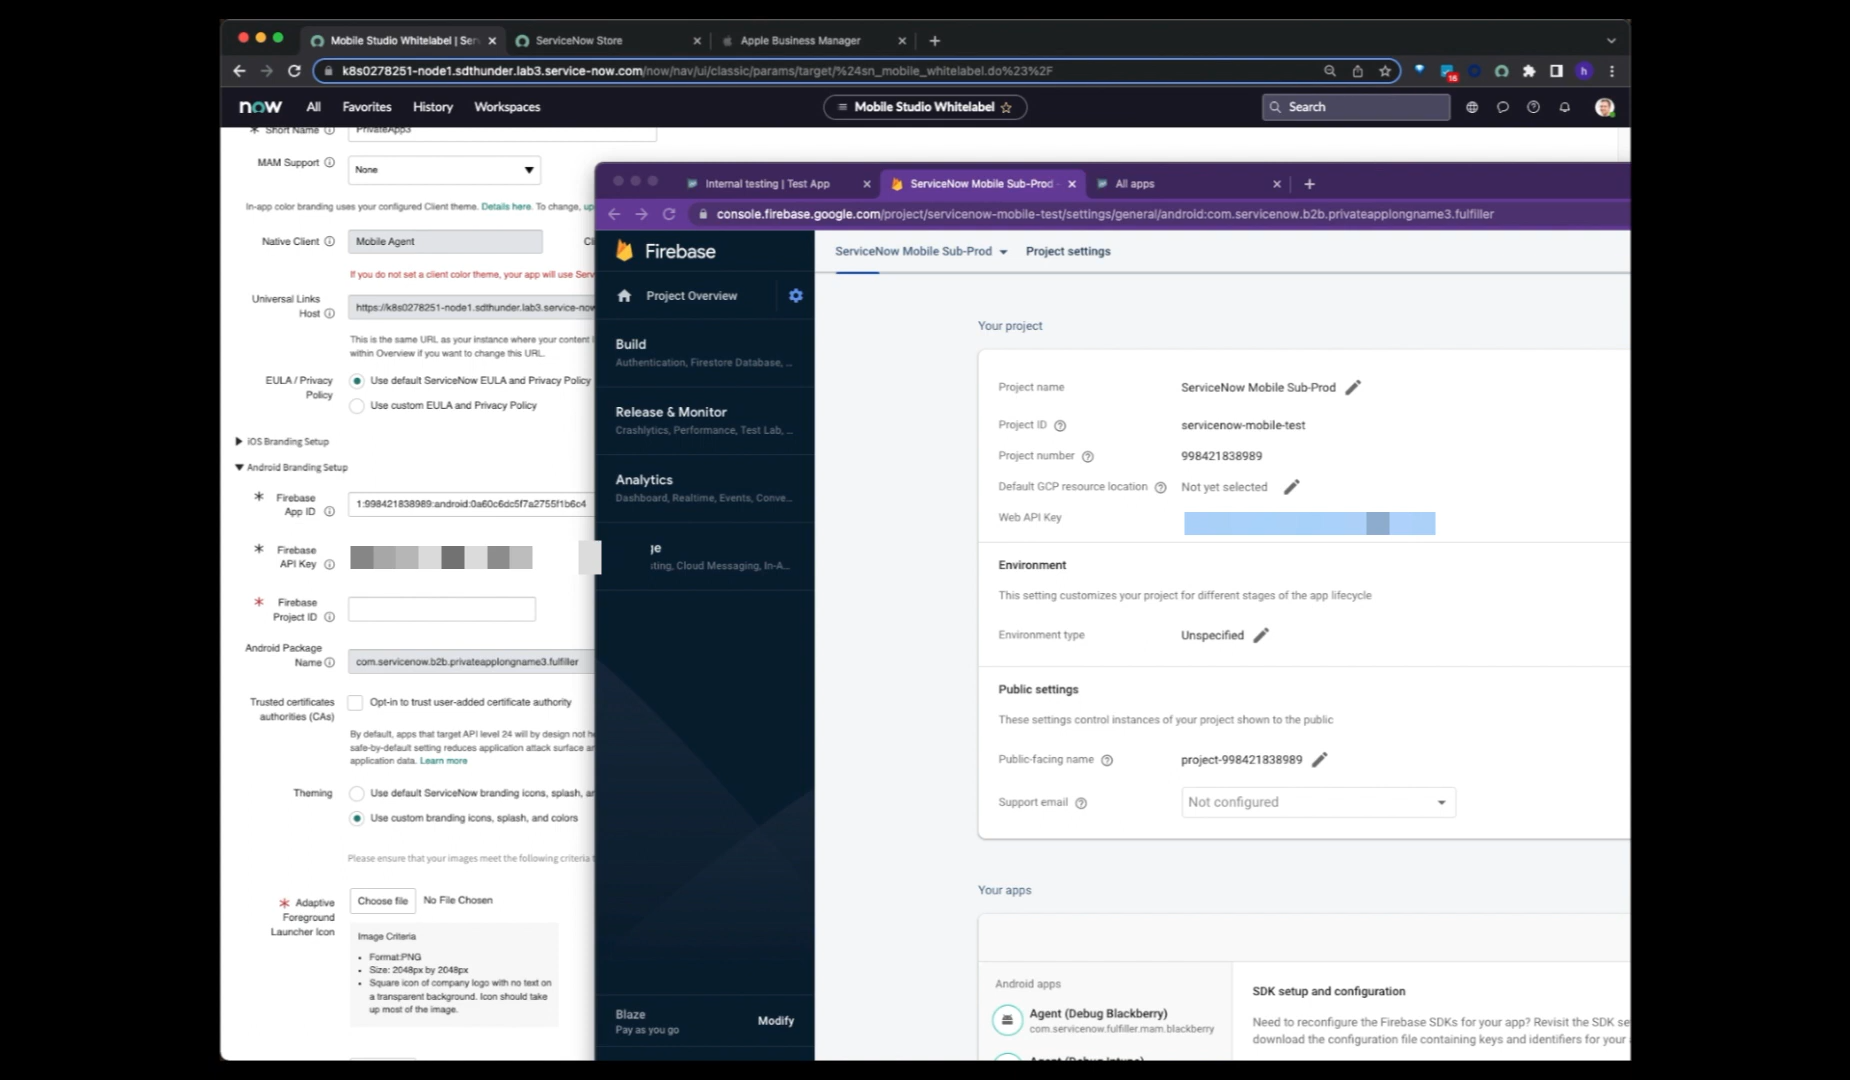 Mobile Studio Whitelabel | Ser
ServiceNow Store
Apple Business Manager
k8s0278251-node1.sdthunder.lab3.service-now.com/now/nav/ui/classic/params/target/%24sn_mobile_whitelabel.do%23%2F
16
h
now
All
Favorites
History
Workspaces
Mobile Studio Whitelabel
Search
* Short Name
PrivateApp3
MAM Support
None
In-app color branding uses your configured Client theme. Details here. To change, up
Native Client
Mobile Agent
Cl
If you do not set a client color theme, your app will use Serv
Universal Links
Host
https://k8s0278251-node1.sdthunder.lab3.service-now
This is the same URL as your instance where your content
within Overview if you want to change this URL.
EULA / Privacy
Policy
Use default ServiceNow EULA and Privacy Policy
Use custom EULA and Privacy Policy
iOS Branding Setup
Android Branding Setup
* Firebase
App ID
1:998421838989:android:0a60c6dc5f7a2755f1b6c4
* Firebase
API Key
* Firebase
Project ID
Android Package
Name
com.servicenow.b2b.privateapplongname3.fulfiller
Trusted certificates
authorities (CAs)
Opt-in to trust user-added certificate authority
By default, apps that target API level 24 will by design not h
safe-by-default setting reduces application attack surface a
application data. Learn more
Theming
Use default ServiceNow branding icons, splash, a
Use custom branding icons, splash, and colors
Please ensure that your images meet the following criteria
* Adaptive
Foreground
Launcher Icon
Choose file
No File Chosen
Image Criteria
• Format:PNG
• Size: 2048px by 2048px
• Square icon of company logo with no text on
a transparent background. Icon should take
up most of the image.
Internal testing | Test App
ServiceNow Mobile Sub-Prod
All apps
console.firebase.google.com/project/servicenow-mobile-test/settings/general/android:com.servicenow.b2b.privateapplongname3.fulfiller
Firebase
Project Overview
Build
Authentication, Firestore Database, ...
Release & Monitor
Crashlytics, Performance, Test Lab, ...
Analytics
Dashboard, Realtime, Events, Conve...
ge
ting, Cloud Messaging, In-A...
Blaze
Pay as you go
Modify
ServiceNow Mobile Sub-Prod
Project settings
Your project
Project name
ServiceNow Mobile Sub-Prod
Project ID
servicenow-mobile-test
Project number
998421838989
Default GCP resource location
Not yet selected
Web API Key
Environment
This setting customizes your project for different stages of the app lifecycle
Environment type
Unspecified
Public settings
These settings control instances of your project shown to the public
Public-facing name
project-998421838989
Support email
Not configured
Your apps
Android apps
Agent (Debug Blackberry)
com.servicenow.fulfiller.mam.blackberry
Agent (Debug Intune)
SDK setup and configuration
Need to reconfigure the Firebase SDKs for your app? Revisit the SDK se
download the configuration file containing keys and identifiers for your